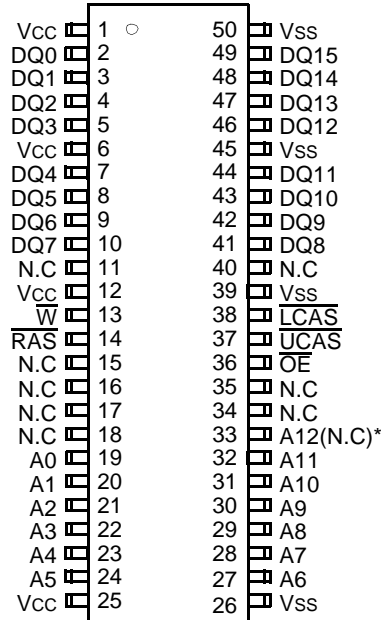 Vcc 1 50 Vss
DQ0 2 49 DQ15
DQ1 3 48 DQ14
DQ2 4 47 DQ13
DQ3 5 46 DQ12
Vcc 6 45 Vss
DQ4 7 44 DQ11
DQ5 8 43 DQ10
DQ6 9 42 DQ9
DQ7 10 41 DQ8
N.C 11 40 N.C
Vcc 12 39 Vss
W̅ 13 38 L̅C̅A̅S̅
R̅A̅S̅ 14 37 U̅C̅A̅S̅
N.C 15 36 O̅E̅
N.C 16 35 N.C
N.C 17 34 N.C
N.C 18 33 A12(N.C)*
A0 19 32 A11
A1 20 31 A10
A2 21 30 A9
A3 22 29 A8
A4 23 28 A7
A5 24 27 A6
Vcc 25 26 Vss